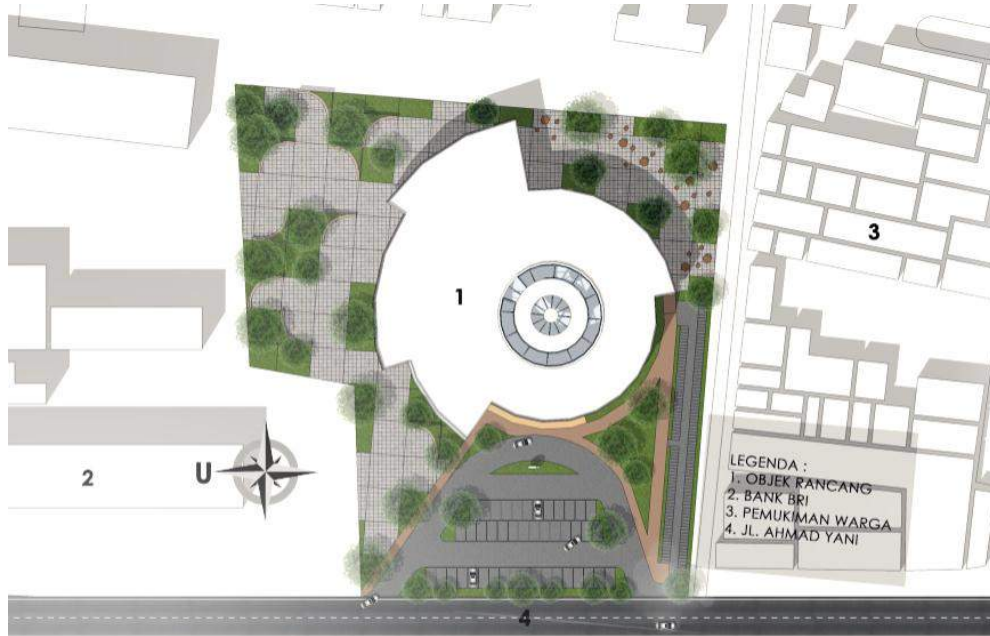 1
3
2
U
LEGENDA :
1. OBJEK RANCANG
2. BANK BRI
3. PEMUKIMAN WARGA
4. JL. AHMAD YANI
4